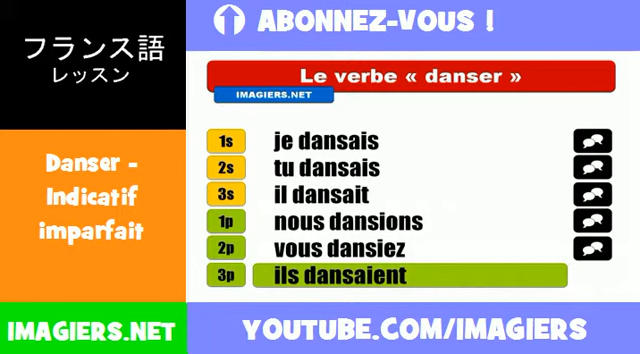 フランス語
レッスン
ABONNEZ-VOUS !
Le verbe « danser »
IMAGIERS.NET
Danser -
Indicatif
imparfait
1s je dansais
2s tu dansais
3s il dansait
1p nous dansions
2p vous dansiez
3p ils dansaient
IMAGIERS.NET
YOUTUBE.COM/IMAGIERS